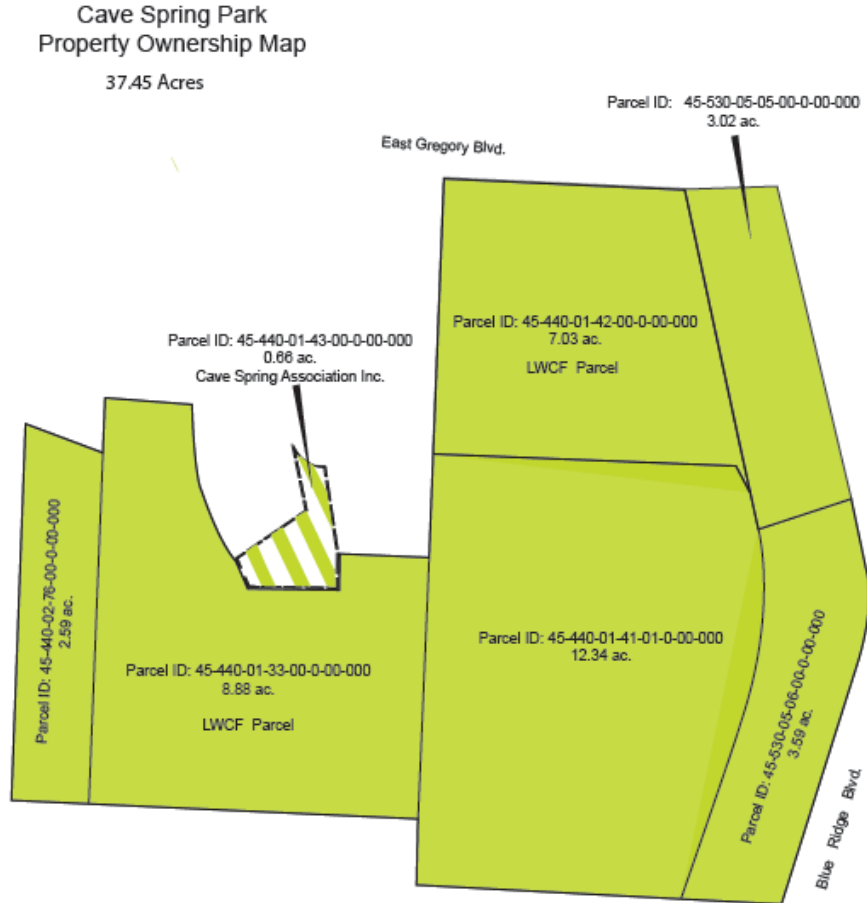 Cave Spring Park
Property Ownership Map
37.45 Acres
Parcel ID: 45-530-05-05-00-0-00-000
3.02 ac.
East Gregory Blvd.
Parcel ID: 45-440-01-42-00-0-00-000
7.03 ac.
LWCF Parcel
Parcel ID: 45-440-01-43-00-0-00-000
0.66 ac.
Cave Spring Association Inc.
Parcel ID: 45-440-02-76-00-0-00-000
2.59 ac.
Parcel ID: 45-440-01-33-00-0-00-000
8.88 ac.
LWCF Parcel
Parcel ID: 45-440-01-41-01-0-00-000
12.34 ac.
Parcel ID: 45-530-05-06-00-0-00-000
3.59 ac.
Blue Ridge Blvd.